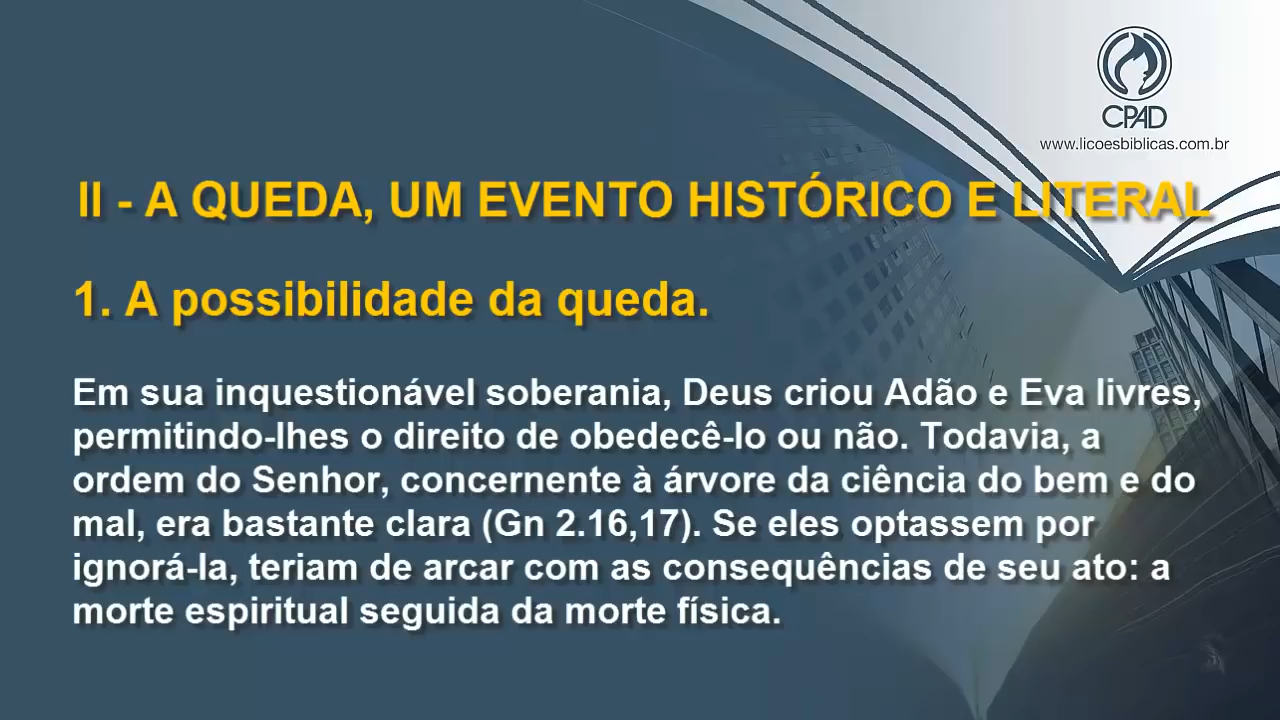 CPAD
www.licoesbiblicas.com.br
II - A QUEDA, UM EVENTO HISTÓRICO E LITERAL
1. A possibilidade da queda.
Em sua inquestionável soberania, Deus criou Adão e Eva livres,
permitindo-lhes o direito de obedecê-lo ou não. Todavia, a
ordem do Senhor, concernente à árvore da ciência do bem e do
mal, era bastante clara (Gn 2.16,17). Se eles optassem por
ignorá-la, teriam de arcar com as consequências de seu ato: a
morte espiritual seguida da morte física.